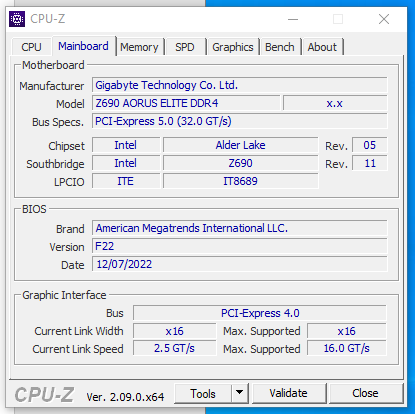 CPU-Z
CPU Mainboard Memory SPD Graphics Bench About
Motherboard
Manufacturer Gigabyte Technology Co. Ltd.
Model Z690 AORUS ELITE DDR4 x.x
Bus Specs. PCI-Express 5.0 (32.0 GT/s)
Chipset Intel Alder Lake Rev. 05
Southbridge Intel Z690 Rev. 11
LPCIO ITE IT8689
BIOS
Brand American Megatrends International LLC.
Version F22
Date 12/07/2022
Graphic Interface
Bus PCI-Express 4.0
Current Link Width x16 Max. Supported x16
Current Link Speed 2.5 GT/s Max. Supported 16.0 GT/s
CPU-Z Ver. 2.09.0.x64 Tools Validate Close